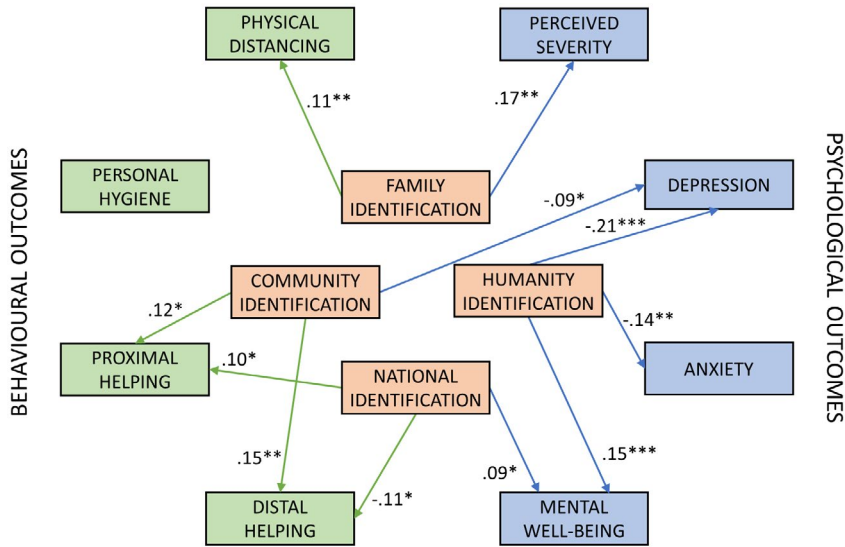 PHYSICAL
DISTANCING
PERCEIVED
SEVERITY
.11**
.17**
BEHAVIOURAL OUTCOMES
PSYCHOLOGICAL OUTCOMES
PERSONAL
HYGIENE
FAMILY
IDENTIFICATION
DEPRESSION
-.09*
-.21***
COMMUNITY
IDENTIFICATION
HUMANITY
IDENTIFICATION
.12*
-.14**
PROXIMAL
HELPING
.10*
NATIONAL
IDENTIFICATION
ANXIETY
.15**
-.11*
.09*
.15***
DISTAL
HELPING
MENTAL
WELL-BEING